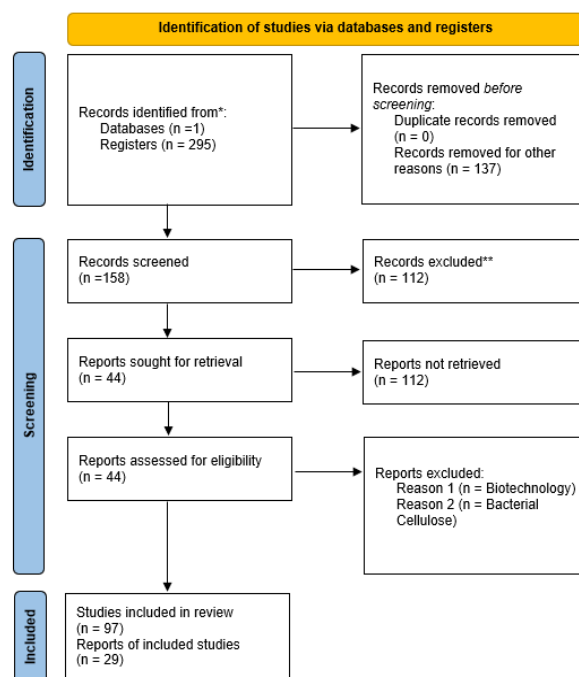 Identification of studies via databases and registers
Identification
Records identified from*:
Databases (n =1)
Registers (n = 295)
Records removed before
screening:
Duplicate records removed
(n = 0)
Records removed for other
reasons (n = 137)
Screening
Records screened
(n =158)
Records excluded**
(n = 112)
Reports sought for retrieval
(n = 44)
Reports not retrieved
(n = 112)
Reports assessed for eligibility
(n = 44)
Reports excluded:
Reason 1 (n = Biotechnology)
Reason 2 (n = Bacterial
Cellulose)
Included
Studies included in review
(n = 97)
Reports of included studies
(n = 29)